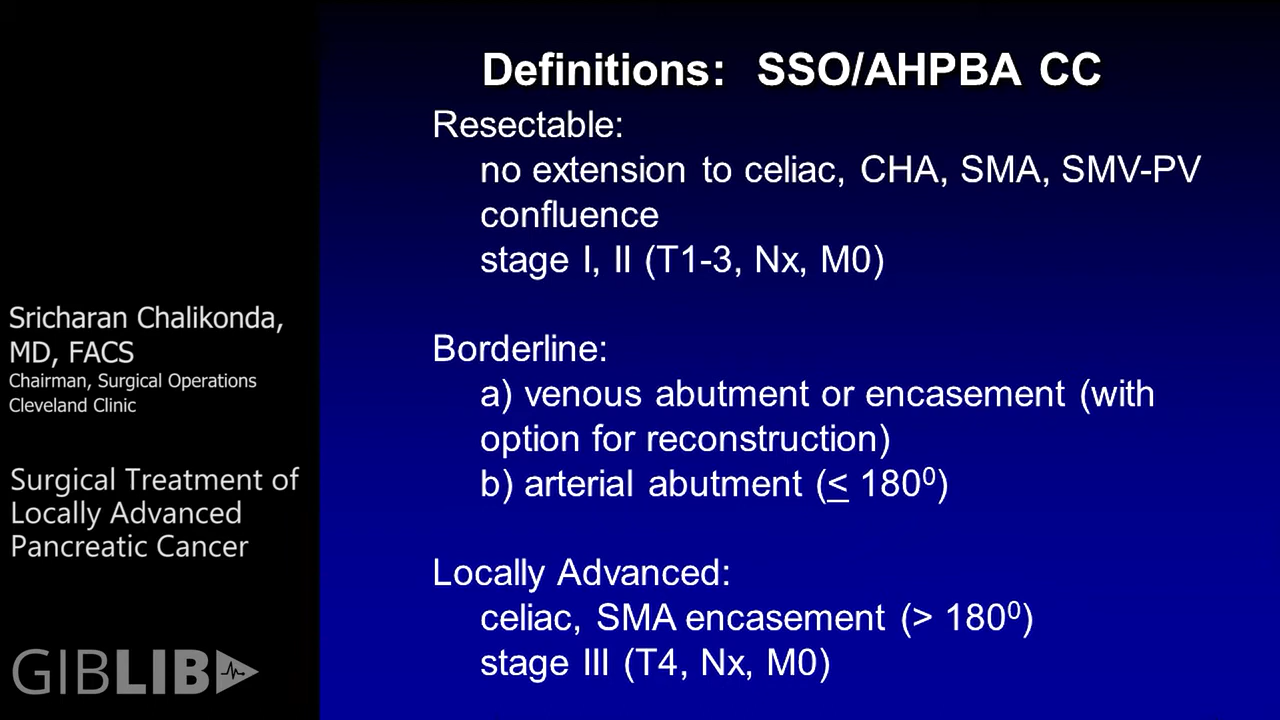 Definitions: SSO/AHPBA CC
Resectable:
no extension to celiac, CHA, SMA, SMV-PV
confluence
stage I, II (T1-3, Nx, M0)
Borderline:
a) venous abutment or encasement (with
option for reconstruction)
b) arterial abutment (≤ 180⁰)
Locally Advanced:
celiac, SMA encasement (> 180⁰)
stage III (T4, Nx, M0)
Sricharan Chalikonda,
MD, FACS
Chairman, Surgical Operations
Cleveland Clinic
Surgical Treatment of
Locally Advanced
Pancreatic Cancer
GIBLIB